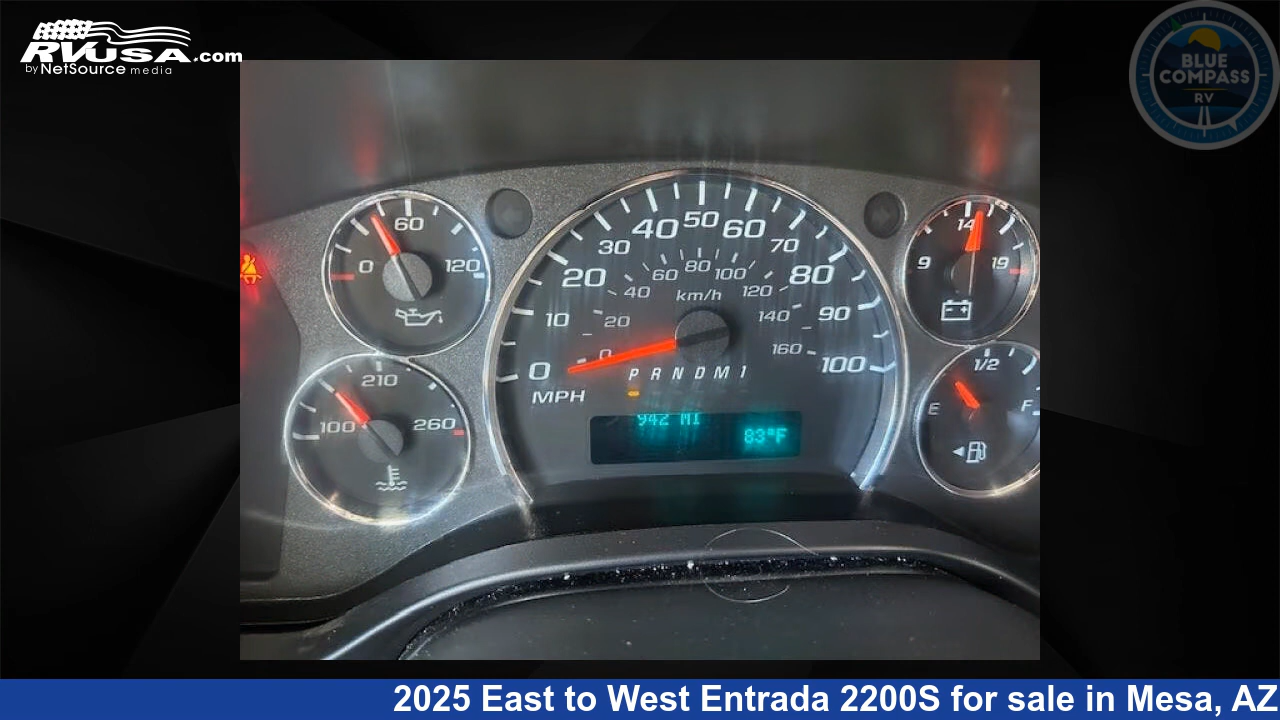 RVUSA.com
by NetSource media
BLUE
COMPASS
RV
0 60 120
100 210 260
0 10 20 30 40 50 60 70 80 90 100
MPH
0 20 40 60 80 100 120 140 160
km/h
P R N D M 1
942 MI
83°F
9 14 19
E 1/2 F
2025 East to West Entrada 2200S for sale in Mesa, AZ